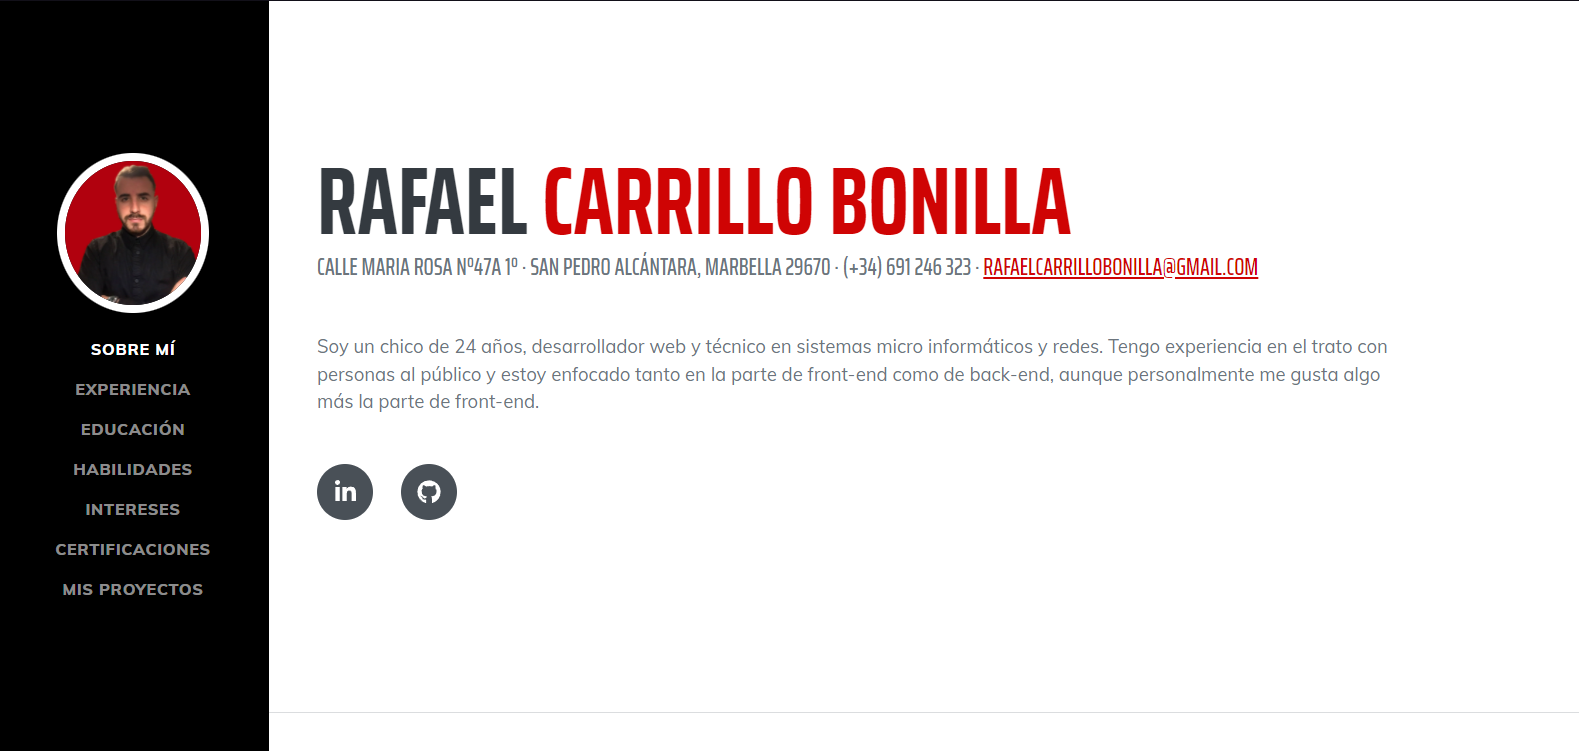 SOBRE MÍ
EXPERIENCIA
EDUCACIÓN
HABILIDADES
INTERESES
CERTIFICACIONES
MIS PROYECTOS
RAFAEL CARRILLO BONILLA
CALLE MARIA ROSA Nº47A 1º · SAN PEDRO ALCÁNTARA, MARBELLA 29670 · (+34) 691 246 323 · RAFAELCARRILLOBONILLA@GMAIL.COM
Soy un chico de 24 años, desarrollador web y técnico en sistemas micro informáticos y redes. Tengo experiencia en el trato con
personas al público y estoy enfocado tanto en la parte de front-end como de back-end, aunque personalmente me gusta algo
más la parte de front-end.
in